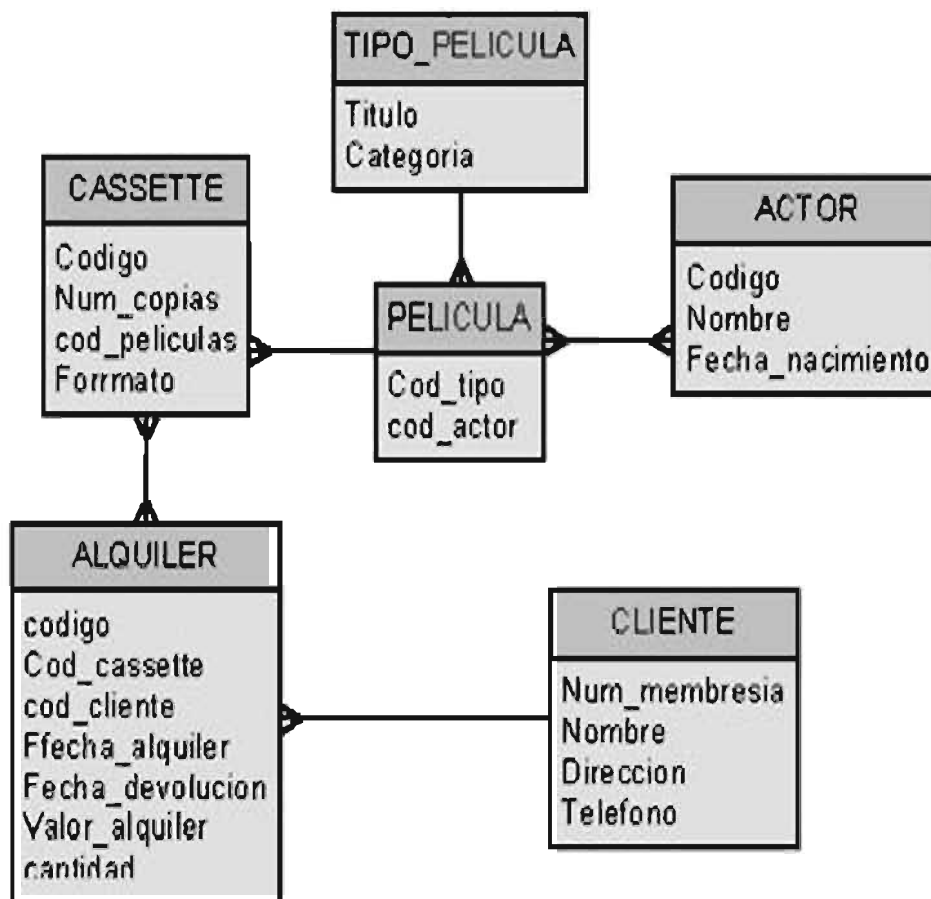 TIPO_PELICULA
Titulo
Categoria
CASSETTE
Codigo
Num_copias
cod_peliculas
Forrmato
PELICULA
Cod_tipo
cod_actor
ACTOR
Codigo
Nombre
Fecha_nacimiento
ALQUILER
codigo
Cod_cassette
cod_cliente
Ffecha_alquiler
Fecha_devolucion
Valor_alquiler
cantidad
CLIENTE
Num_membresia
Nombre
Direccion
Telefono